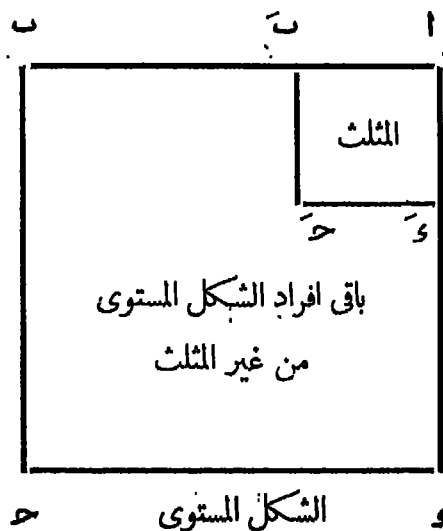 ا بَ ب
المثلث
ءَ حَ
باقى افراد الشكل المستوى
من غير المثلث
ء الشكل المستوى ح